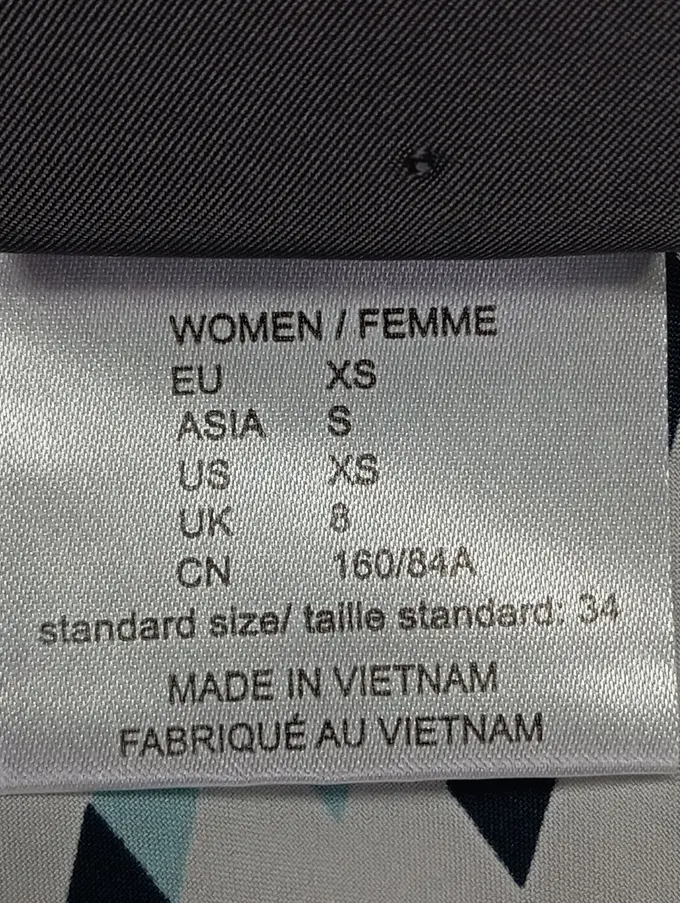 WOMEN / FEMME
EU XS
ASIA S
US XS
UK 8
CN 160/84A
standard size/ taille standard: 34
MADE IN VIETNAM
FABRIQUÉ AU VIETNAM